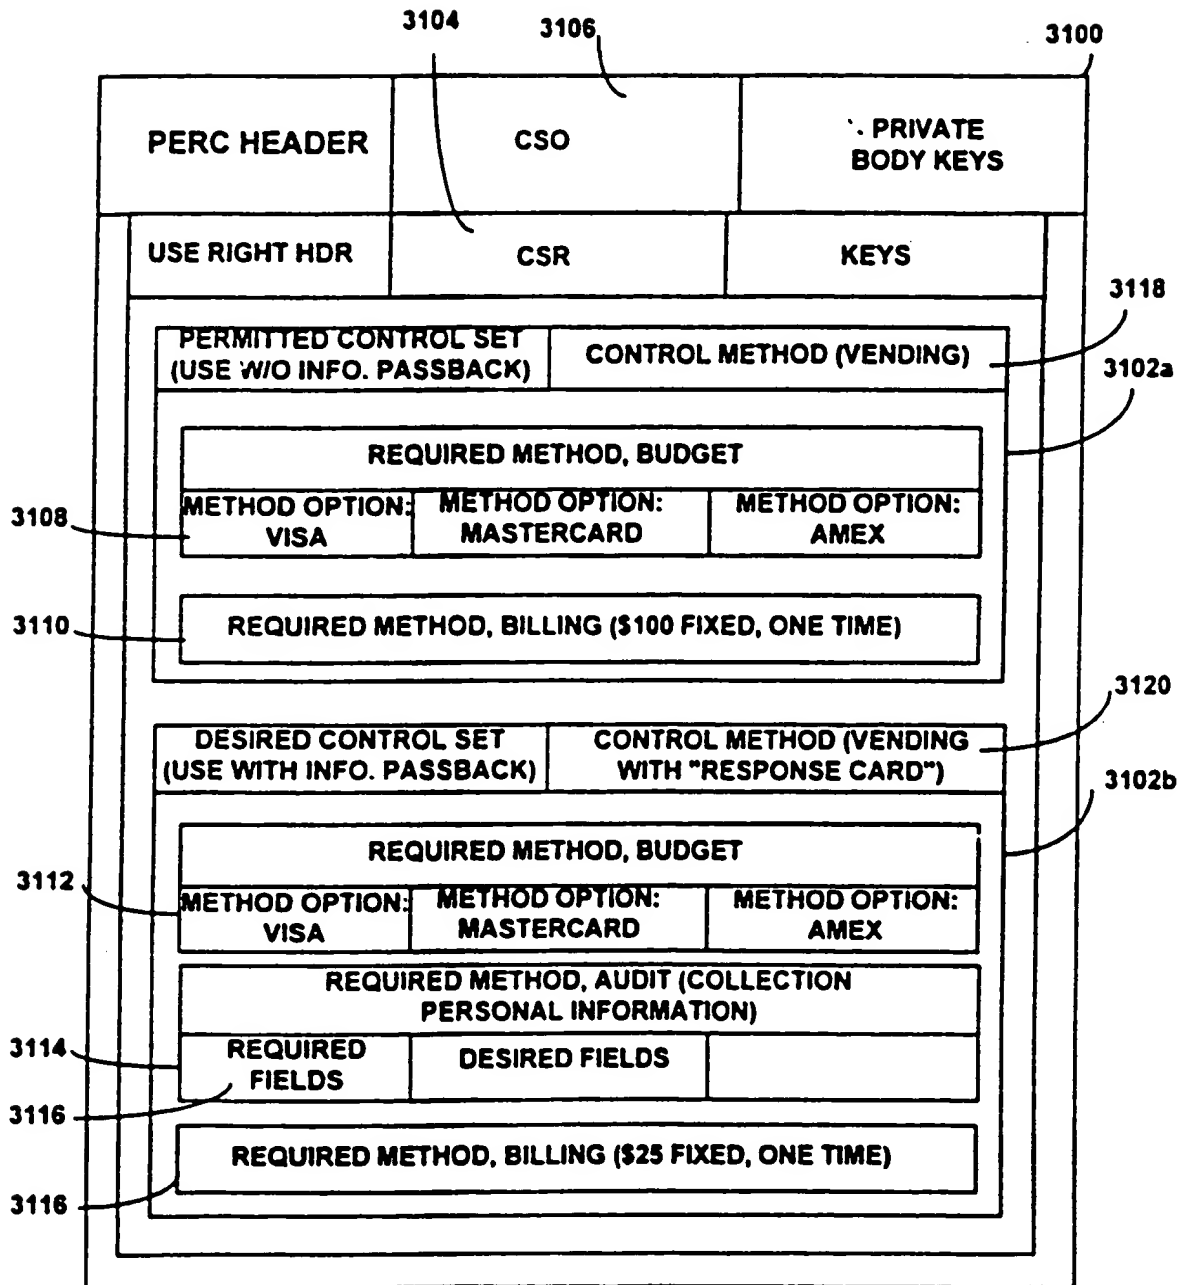 3104
3106
3100
PERC HEADER
CSO
PRIVATE
BODY KEYS
USE RIGHT HDR
CSR
KEYS
3118
PERMITTED CONTROL SET
(USE W/O INFO. PASSBACK)
CONTROL METHOD (VENDING)
3102a
REQUIRED METHOD, BUDGET
3108
METHOD OPTION:
VISA
METHOD OPTION:
MASTERCARD
METHOD OPTION:
AMEX
3110
REQUIRED METHOD, BILLING ($100 FIXED, ONE TIME)
3120
DESIRED CONTROL SET
(USE WITH INFO. PASSBACK)
CONTROL METHOD (VENDING
WITH "RESPONSE CARD")
3102b
REQUIRED METHOD, BUDGET
3112
METHOD OPTION:
VISA
METHOD OPTION:
MASTERCARD
METHOD OPTION:
AMEX
REQUIRED METHOD, AUDIT (COLLECTION
PERSONAL INFORMATION)
3114
REQUIRED
FIELDS
DESIRED FIELDS
3116
REQUIRED METHOD, BILLING ($25 FIXED, ONE TIME)
3116